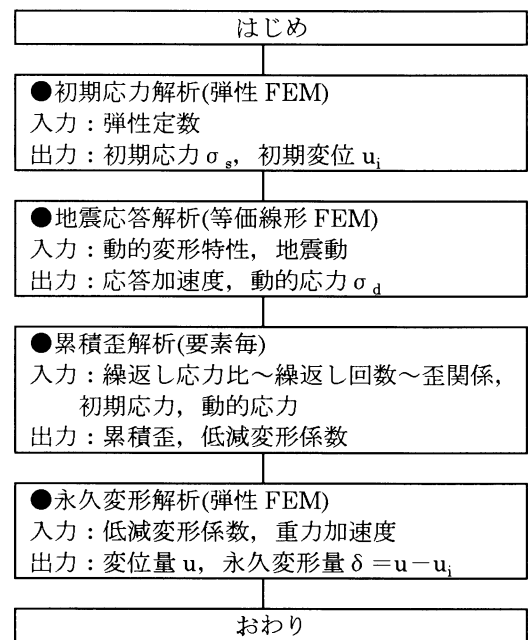 はじめ
●初期応力解析(弾性 FEM)
入力：弾性定数
出力：初期応力σs，初期変位 ui
●地震応答解析(等価線形 FEM)
入力：動的変形特性，地震動
出力：応答加速度，動的応力σd
●累積歪解析(要素毎)
入力：繰返し応力比～繰返し回数～歪関係，
初期応力，動的応力
出力：累積歪，低減変形係数
●永久変形解析(弾性 FEM)
入力：低減変形係数，重力加速度
出力：変位量 u，永久変形量δ＝u－ui
おわり